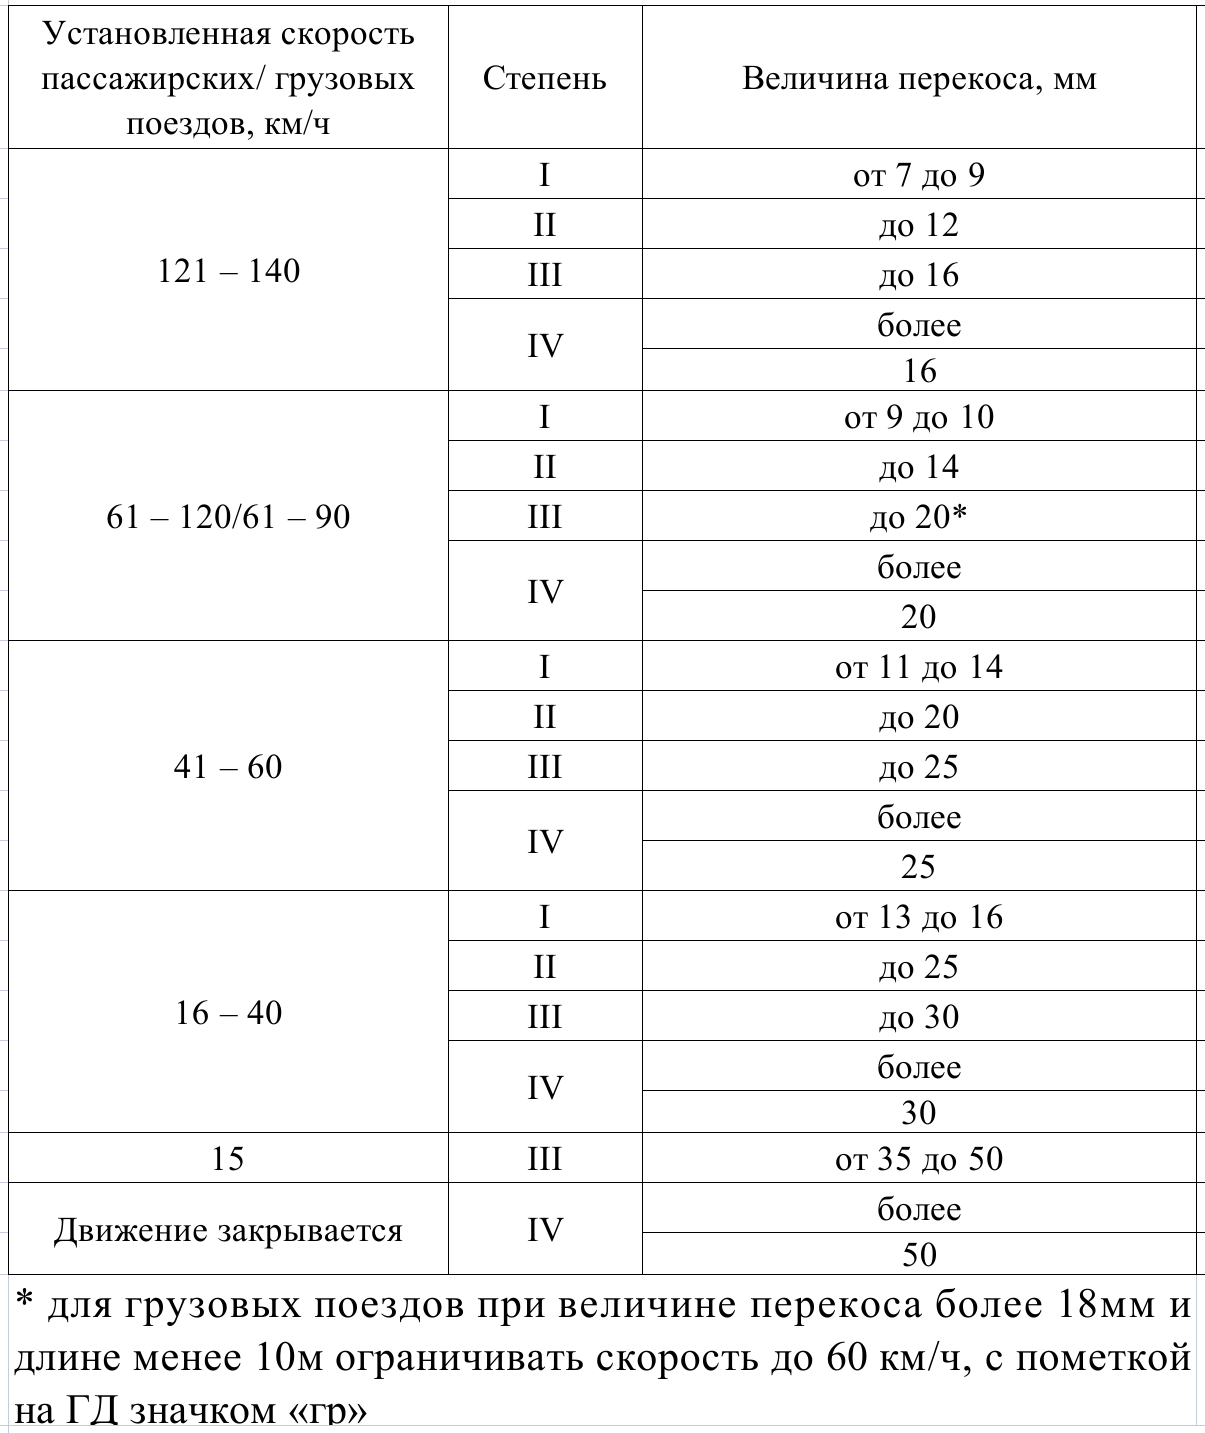 Установленная скорость
пассажирских/ грузовых
поездов, км/ч
Степень
Величина перекоса, мм
121 – 140
I
от 7 до 9
II
до 12
III
до 16
IV
более
16
61 – 120/61 – 90
I
от 9 до 10
II
до 14
III
до 20*
IV
более
20
41 – 60
I
от 11 до 14
II
до 20
III
до 25
IV
более
25
16 – 40
I
от 13 до 16
II
до 25
III
до 30
IV
более
30
15
III
от 35 до 50
Движение закрывается
IV
более
50
* для грузовых поездов при величине перекоса более 18мм и
длине менее 10м ограничивать скорость до 60 км/ч, с пометкой
на ГД значком «гр»